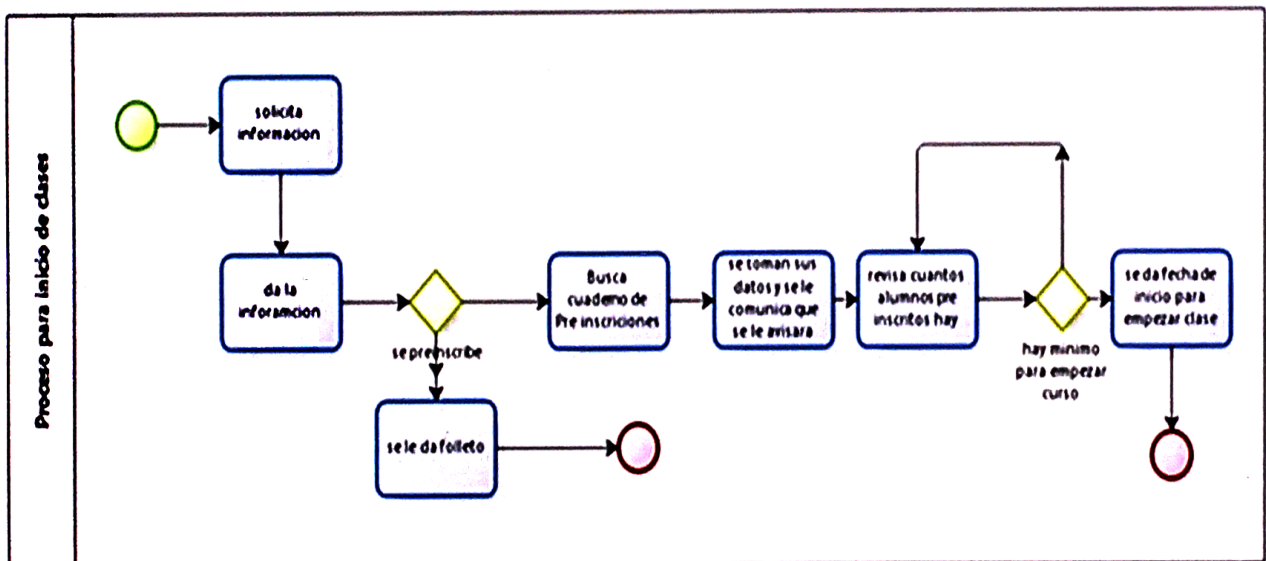 Proceso para inicio de clases
solicita
informacion
da la
inforamcion
se preinscribe
se le da folleto
Busca
cuaderno de
Pre inscriciones
se toman sus
datos y se le
comunica que
se le avisara
revisa cuantos
alumnos pre
inscritos hay
hay minimo
para empezar
curso
se da fecha de
inicio para
empezar clase